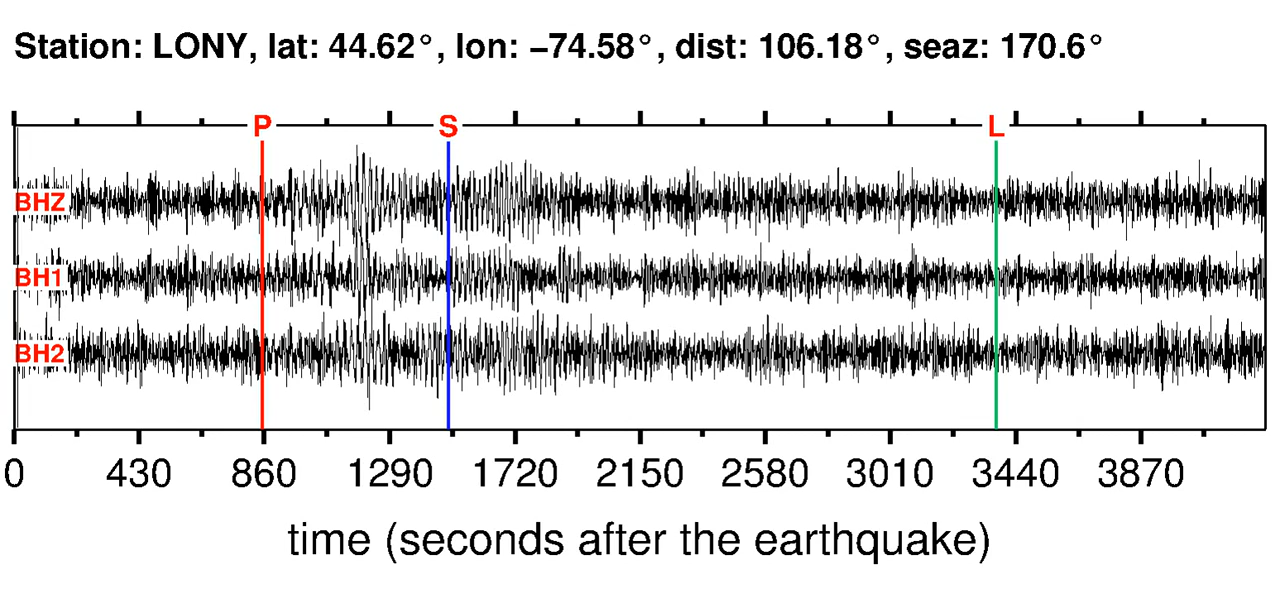 Station: LONY, lat: 44.62°, lon: −74.58°, dist: 106.18°, seaz: 170.6°
P S L
BHZ
BH1
BH2
0 430 860 1290 1720 2150 2580 3010 3440 3870
time (seconds after the earthquake)